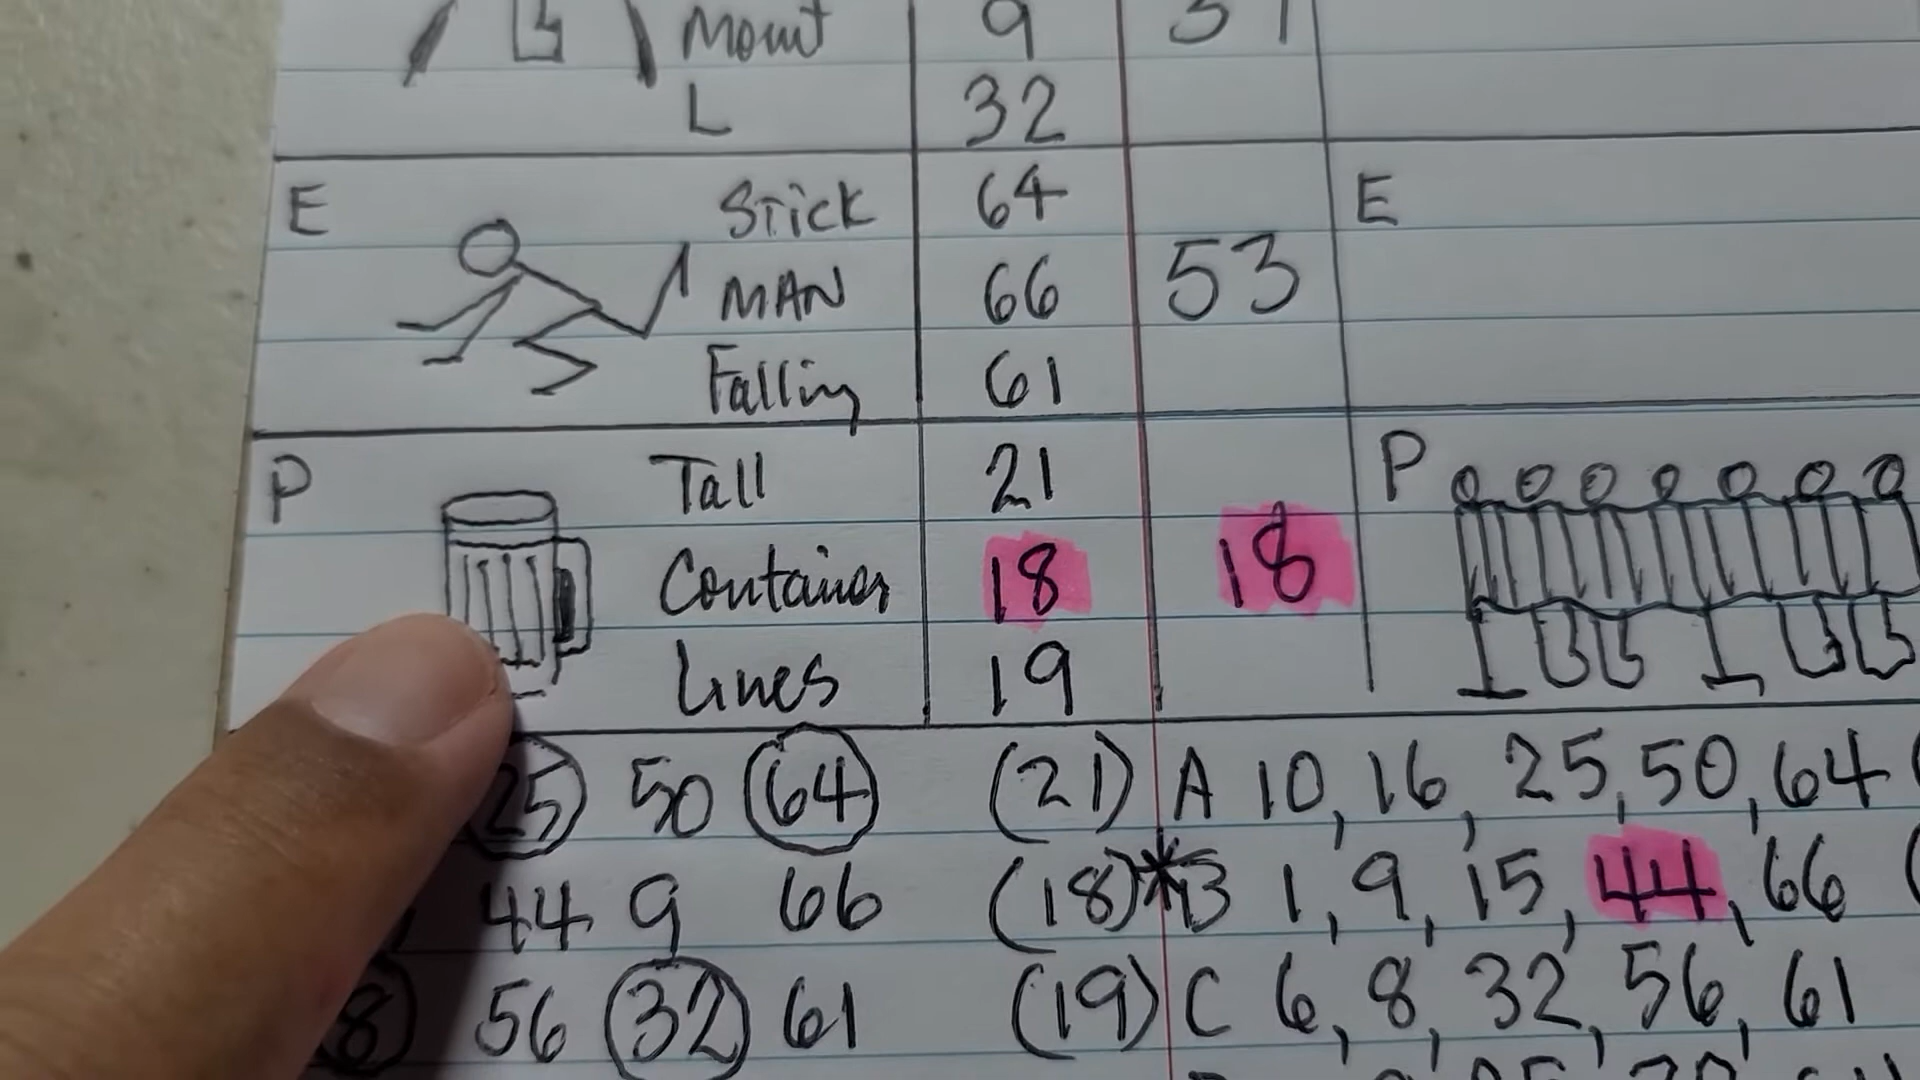 Mount 9
L 32
E Stick 64 E
MAN 66 53
Falling 61
P Tall 21 P
Container 18 18
Lines 19
25 50 64 (21) A 10, 16, 25, 50, 64
44 9 66 (18) *B 1, 9, 15, 44, 66
8 56 32 61 (19) C 6, 8, 32, 56, 61